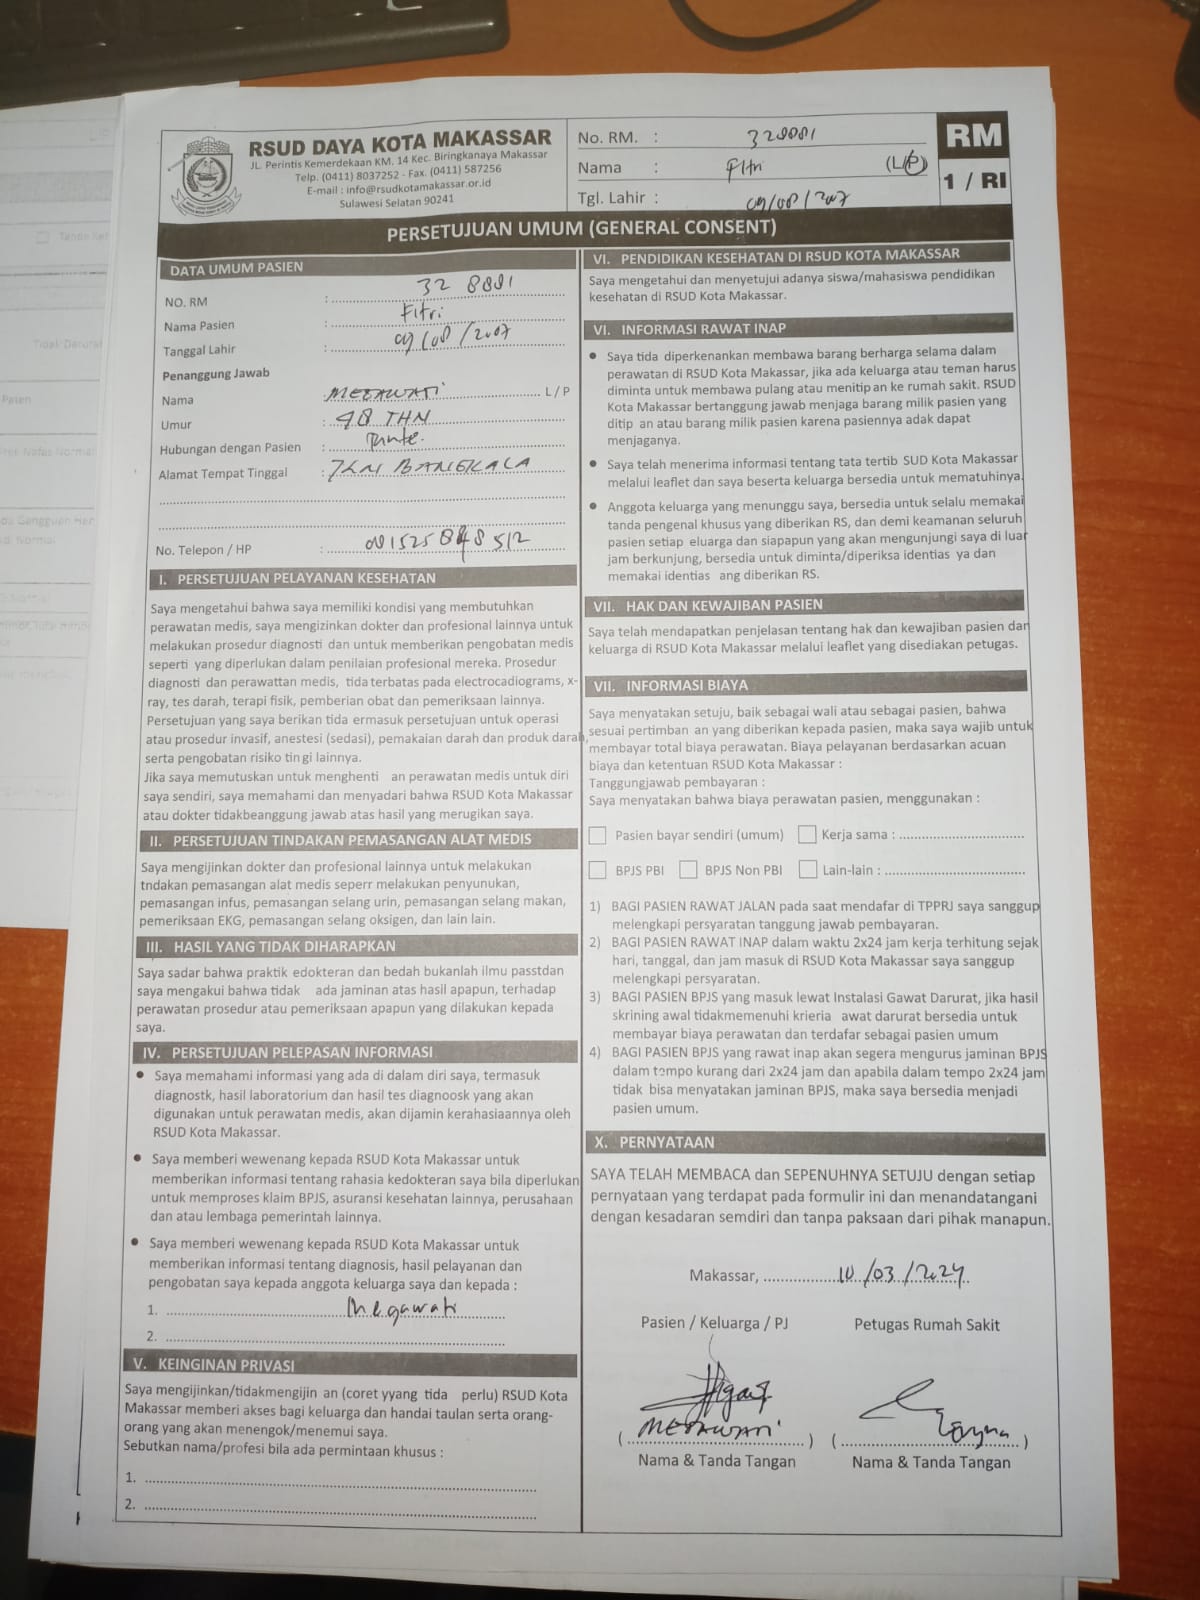 RSUD DAYA KOTA MAKASSAR
JL. Perintis Kemerdekaan KM. 14 Kec. Biringkanaya Makassar
Telp. (0411) 8037252 - Fax. (0411) 587256
E-mail : info@rsudkotamakassar.or.id
Sulawesi Selatan 90241
No. RM. : 328881
Nama : Fitri (L/P)
Tgl. Lahir : 09/08/2007
RM
1 / RI
PERSETUJUAN UMUM (GENERAL CONSENT)
DATA UMUM PASIEN
NO. RM : 32 8881
Nama Pasien : Fitri
Tanggal Lahir : 09/08/2007
Penanggung Jawab
Nama : MEGAWATI L / P
Umur : 48 THN
Hubungan dengan Pasien : Tante.
Alamat Tempat Tinggal :
No. Telepon / HP : 081525848512
I. PERSETUJUAN PELAYANAN KESEHATAN
Saya mengetahui bahwa saya memiliki kondisi yang membutuhkan
perawatan medis, saya mengizinkan dokter dan profesional lainnya untuk
melakukan prosedur diagnosti dan untuk memberikan pengobatan medis
seperti yang diperlukan dalam penilaian profesional mereka. Prosedur
diagnosti dan perawattan medis, tida terbatas pada electrocadiograms, x-
ray, tes darah, terapi fisik, pemberian obat dan pemeriksaan lainnya.
Persetujuan yang saya berikan tida ermasuk persetujuan untuk operasi
atau prosedur invasif, anestesi (sedasi), pemakaian darah dan produk darah,
serta pengobatan risiko tin gi lainnya.
Jika saya memutuskan untuk menghenti an perawatan medis untuk diri
saya sendiri, saya memahami dan menyadari bahwa RSUD Kota Makassar
atau dokter tidakbeanggung jawab atas hasil yang merugikan saya.
II. PERSETUJUAN TINDAKAN PEMASANGAN ALAT MEDIS
Saya mengijinkan dokter dan profesional lainnya untuk melakukan
tndakan pemasangan alat medis seperr melakukan penyunukan,
pemasangan infus, pemasangan selang urin, pemasangan selang makan,
pemeriksaan EKG, pemasangan selang oksigen, dan lain lain.
III. HASIL YANG TIDAK DIHARAPKAN
Saya sadar bahwa praktik edokteran dan bedah bukanlah ilmu passtdan
saya mengakui bahwa tidak ada jaminan atas hasil apapun, terhadap
perawatan prosedur atau pemeriksaan apapun yang dilakukan kepada
saya.
IV. PERSETUJUAN PELEPASAN INFORMASI
• Saya memahami informasi yang ada di dalam diri saya, termasuk
diagnostk, hasil laboratorium dan hasil tes diagnoosk yang akan
digunakan untuk perawatan medis, akan dijamin kerahasiaannya oleh
RSUD Kota Makassar.
• Saya memberi wewenang kepada RSUD Kota Makassar untuk
memberikan informasi tentang rahasia kedokteran saya bila diperlukan
untuk memproses klaim BPJS, asuransi kesehatan lainnya, perusahaan
dan atau lembaga pemerintah lainnya.
• Saya memberi wewenang kepada RSUD Kota Makassar untuk
memberikan informasi tentang diagnosis, hasil pelayanan dan
pengobatan saya kepada anggota keluarga saya dan kepada :
1. Megawati
2.
V. KEINGINAN PRIVASI
Saya mengijinkan/tidakmengijin an (coret yyang tida perlu) RSUD Kota
Makassar memberi akses bagi keluarga dan handai taulan serta orang-
orang yang akan menengok/menemui saya.
Sebutkan nama/profesi bila ada permintaan khusus :
1.
2.
VI. PENDIDIKAN KESEHATAN DI RSUD KOTA MAKASSAR
Saya mengetahui dan menyetujui adanya siswa/mahasiswa pendidikan
kesehatan di RSUD Kota Makassar.
VI. INFORMASI RAWAT INAP
• Saya tida diperkenankan membawa barang berharga selama dalam
perawatan di RSUD Kota Makassar, jika ada keluarga atau teman harus
diminta untuk membawa pulang atau menitip an ke rumah sakit. RSUD
Kota Makassar bertanggung jawab menjaga barang milik pasien yang
ditip an atau barang milik pasien karena pasiennya adak dapat
menjaganya.
• Saya telah menerima informasi tentang tata tertib SUD Kota Makassar
melalui leaflet dan saya beserta keluarga bersedia untuk mematuhinya.
• Anggota keluarga yang menunggu saya, bersedia untuk selalu memakai
tanda pengenal khusus yang diberikan RS, dan demi keamanan seluruh
pasien setiap eluarga dan siapapun yang akan mengunjungi saya di luar
jam berkunjung, bersedia untuk diminta/diperiksa identias ya dan
memakai identias ang diberikan RS.
VII. HAK DAN KEWAJIBAN PASIEN
Saya telah mendapatkan penjelasan tentang hak dan kewajiban pasien dan
keluarga di RSUD Kota Makassar melalui leaflet yang disediakan petugas.
VII. INFORMASI BIAYA
Saya menyatakan setuju, baik sebagai wali atau sebagai pasien, bahwa
sesuai pertimban an yang diberikan kepada pasien, maka saya wajib untuk
membayar total biaya perawatan. Biaya pelayanan berdasarkan acuan
biaya dan ketentuan RSUD Kota Makassar :
Tanggungjawab pembayaran :
Saya menyatakan bahwa biaya perawatan pasien, menggunakan :
Pasien bayar sendiri (umum) Kerja sama :
BPJS PBI BPJS Non PBI Lain-lain :
1) BAGI PASIEN RAWAT JALAN pada saat mendafar di TPPRJ saya sanggup
melengkapi persyaratan tanggung jawab pembayaran.
2) BAGI PASIEN RAWAT INAP dalam waktu 2x24 jam kerja terhitung sejak
hari, tanggal, dan jam masuk di RSUD Kota Makassar saya sanggup
melengkapi persyaratan.
3) BAGI PASIEN BPJS yang masuk lewat Instalasi Gawat Darurat, jika hasil
skrining awal tidakmemenuhi krieria awat darurat bersedia untuk
membayar biaya perawatan dan terdafar sebagai pasien umum
4) BAGI PASIEN BPJS yang rawat inap akan segera mengurus jaminan BPJS
dalam tempo kurang dari 2x24 jam dan apabila dalam tempo 2x24 jam
tidak bisa menyatakan jaminan BPJS, maka saya bersedia menjadi
pasien umum.
X. PERNYATAAN
SAYA TELAH MEMBACA dan SEPENUHNYA SETUJU dengan setiap
pernyataan yang terdapat pada formulir ini dan menandatangani
dengan kesadaran semdiri dan tanpa paksaan dari pihak manapun.
Makassar, 10/03/2024
Pasien / Keluarga / PJ Petugas Rumah Sakit
( MEGAWATI ) ( )
Nama & Tanda Tangan Nama & Tanda Tangan